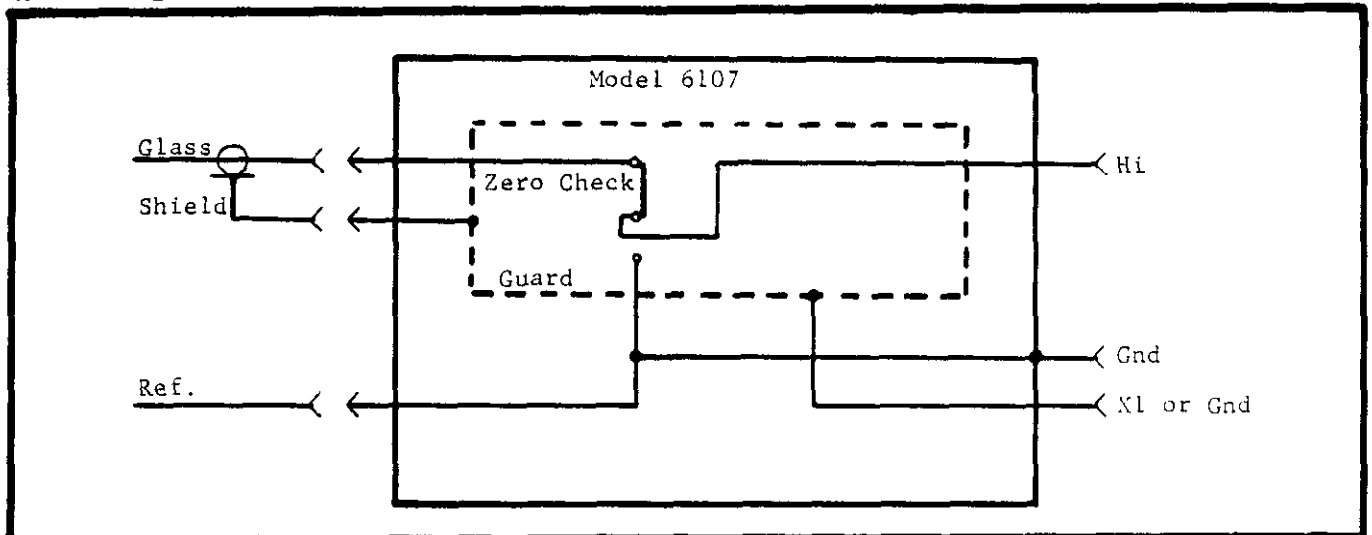 Model 6107
Glass
Zero Check
Hi
Shield
Guard
Gnd
Ref.
X1 or Gnd